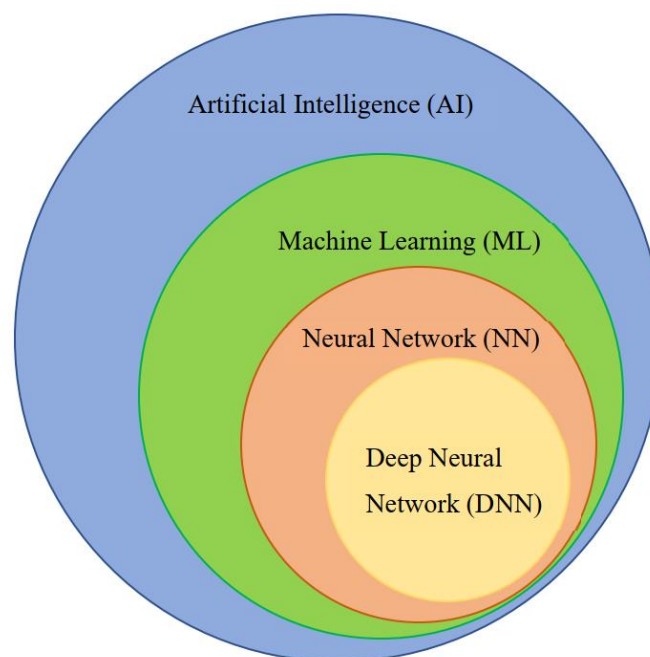 Artificial Intelligence (AI)
Machine Learning (ML)
Neural Network (NN)
Deep Neural
Network (DNN)